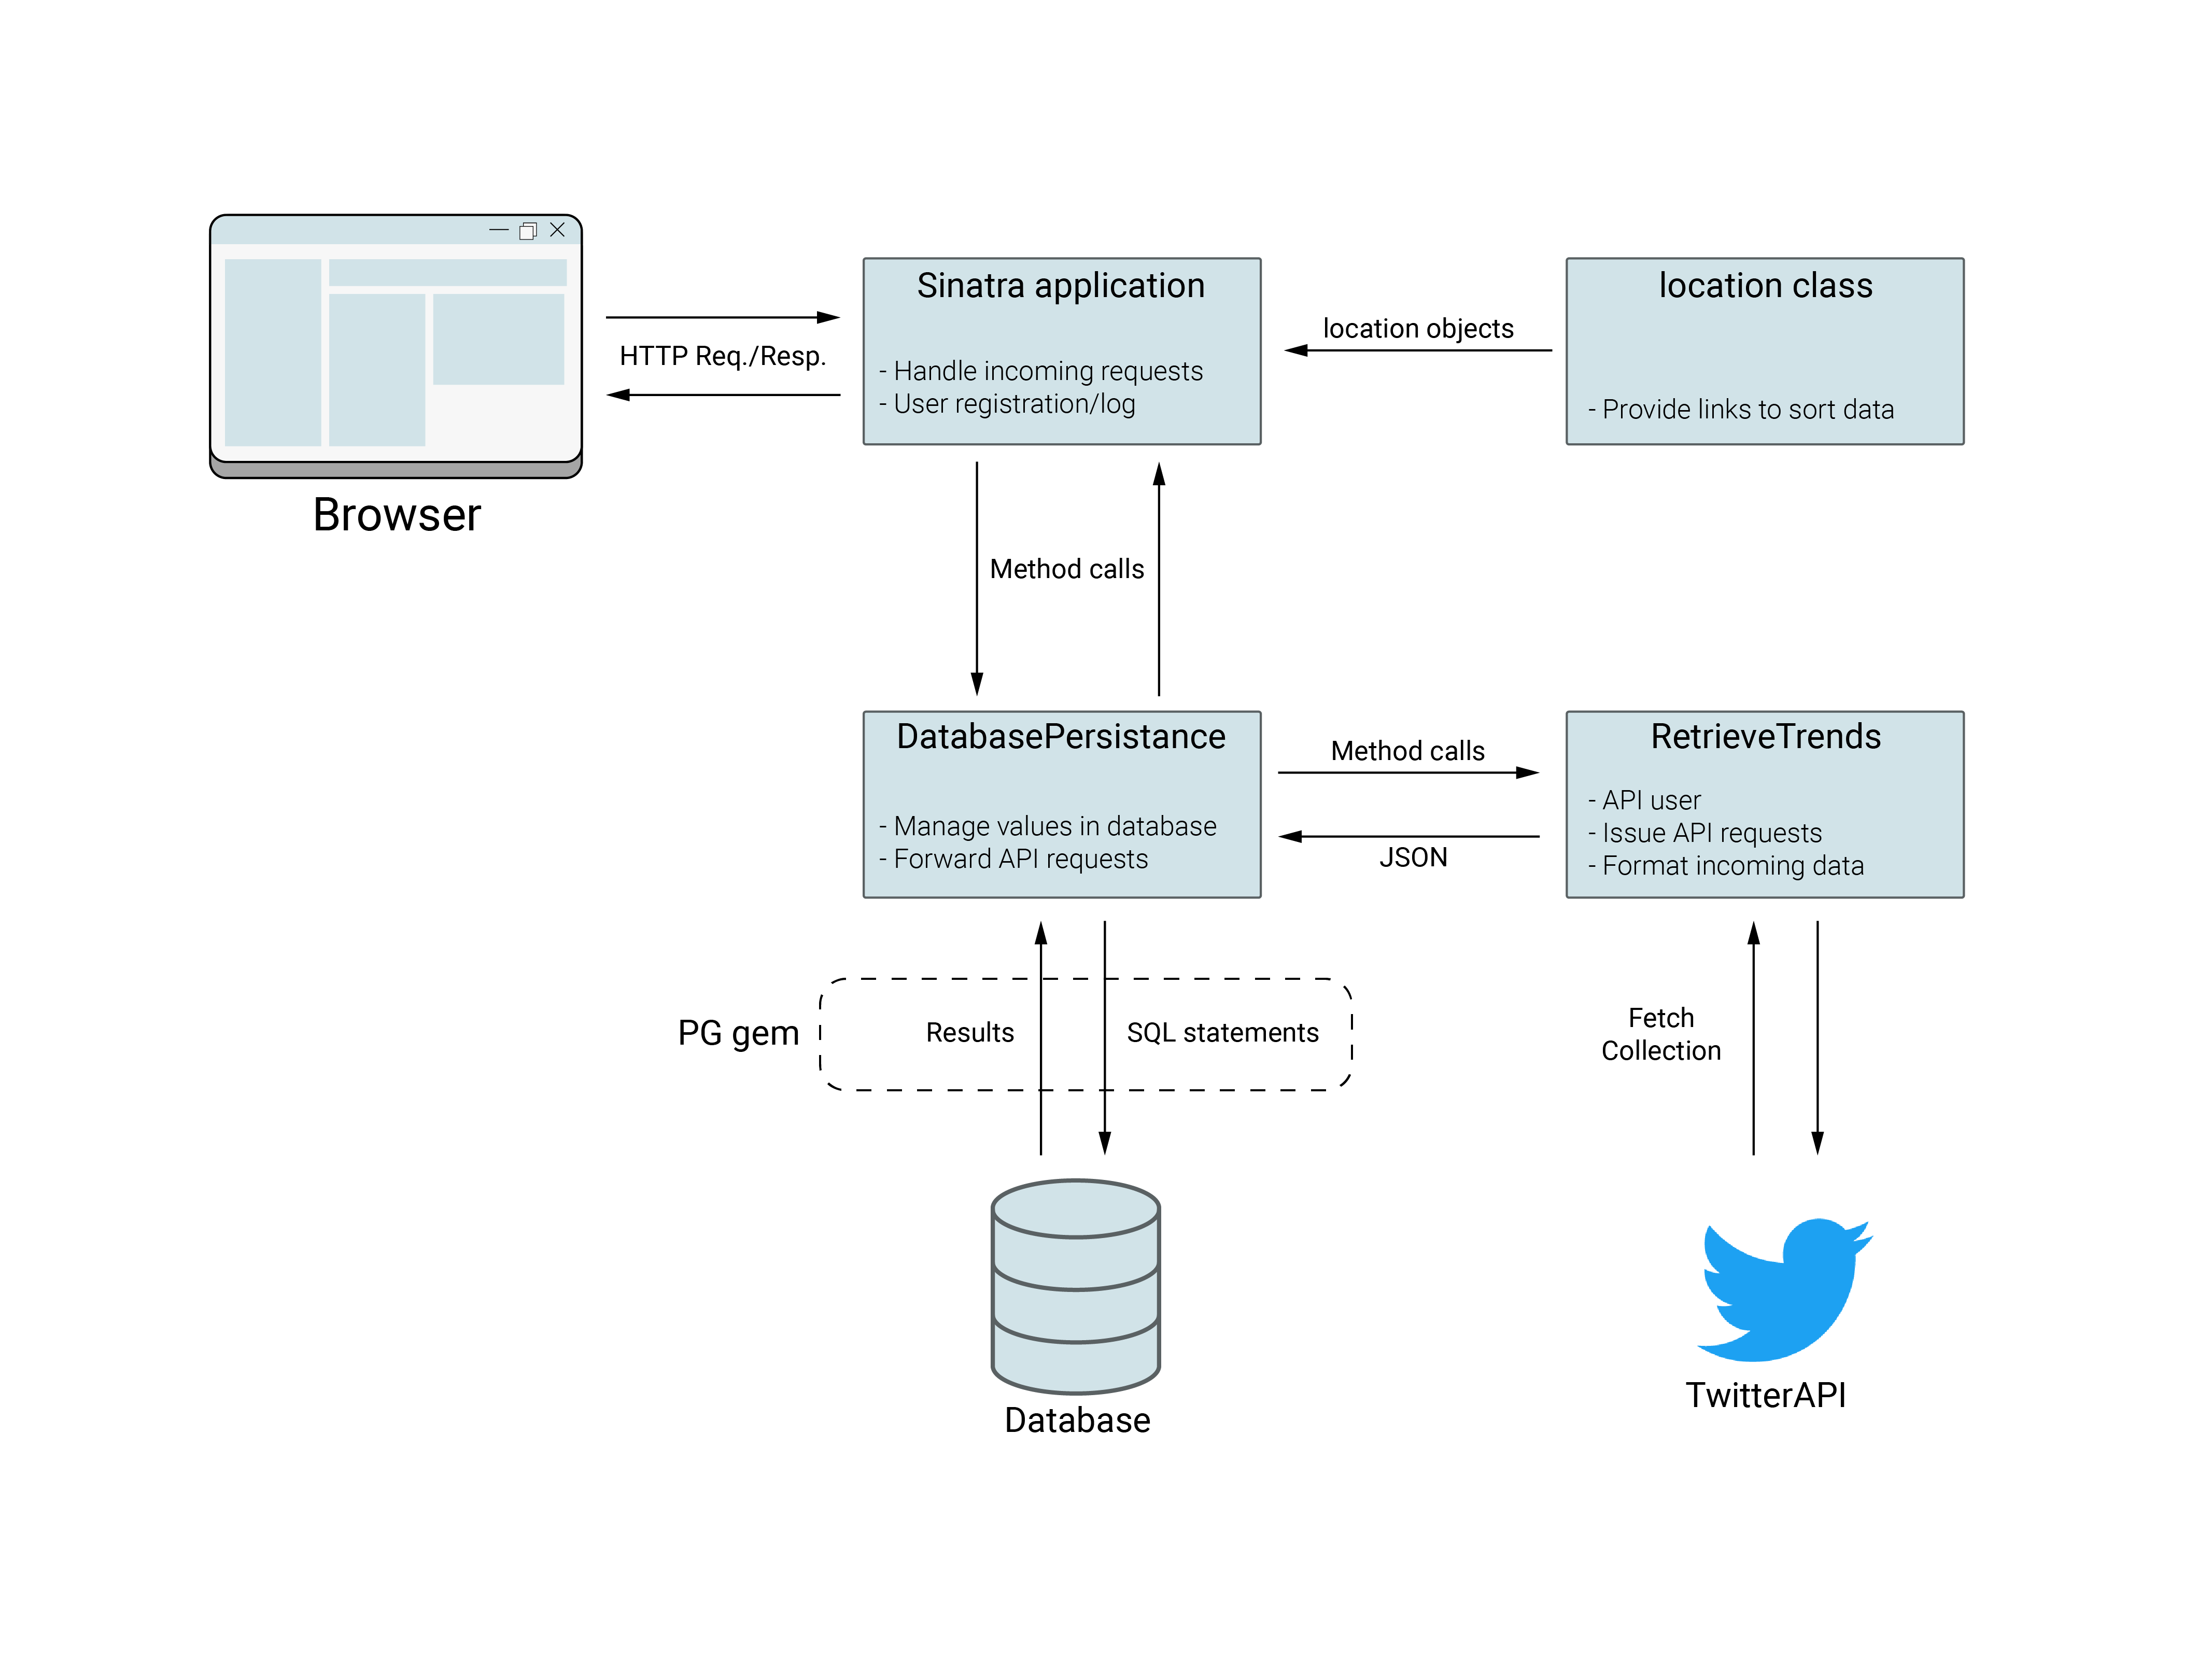 Browser
HTTP Req./Resp.
Sinatra application
- Handle incoming requests
- User registration/log
location objects
location class
- Provide links to sort data
Method calls
DatabasePersistance
- Manage values in database
- Forward API requests
Method calls
JSON
RetrieveTrends
- API user
- Issue API requests
- Format incoming data
PG gem
Results
SQL statements
Fetch
Collection
Database
TwitterAPI